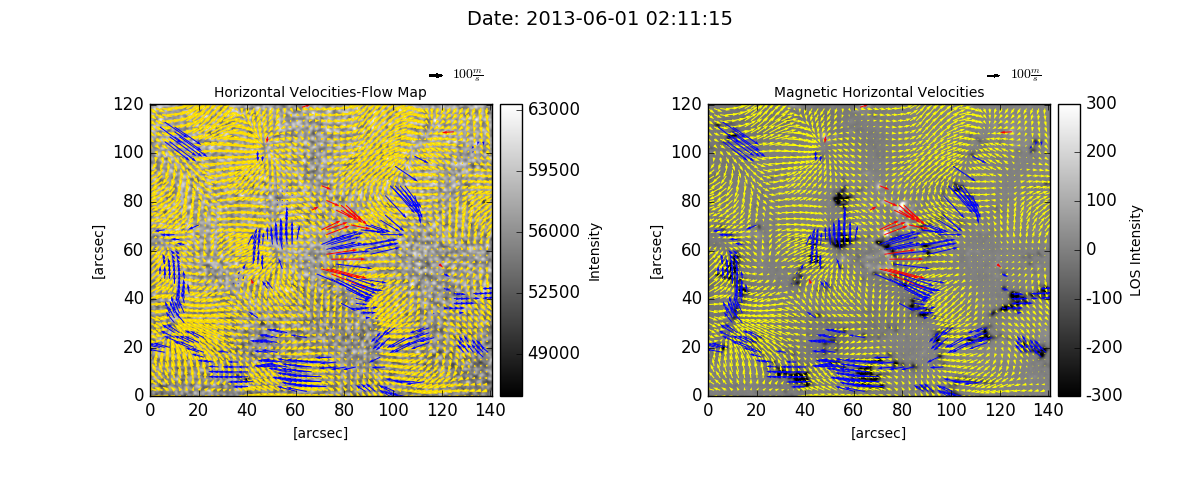 Date: 2013-06-01 02:11:15
100 m/s
100 m/s
Horizontal Velocities-Flow Map
Magnetic Horizontal Velocities
120
100
80
60
40
20
0
[arcsec]
0 20 40 60 80 100 120 140
[arcsec]
63000
59500
56000
52500
49000
Intensity
120
100
80
60
40
20
0
[arcsec]
0 20 40 60 80 100 120 140
[arcsec]
300
200
100
0
-100
-200
-300
LOS Intensity